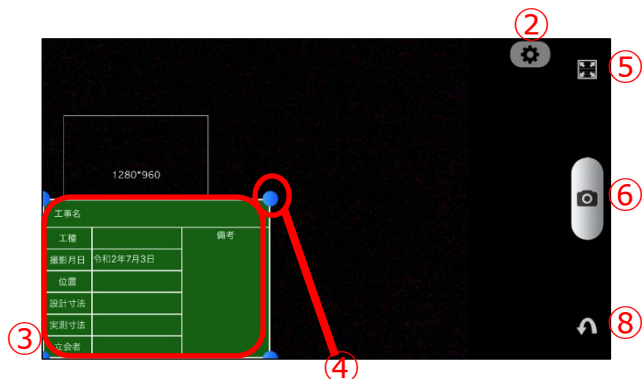 ②
⑤
1280*960
⑥
工事名
工種 備考
撮影月日 令和2年7月3日
位置
設計寸法
実測寸法
③ 立会者
⑧
④